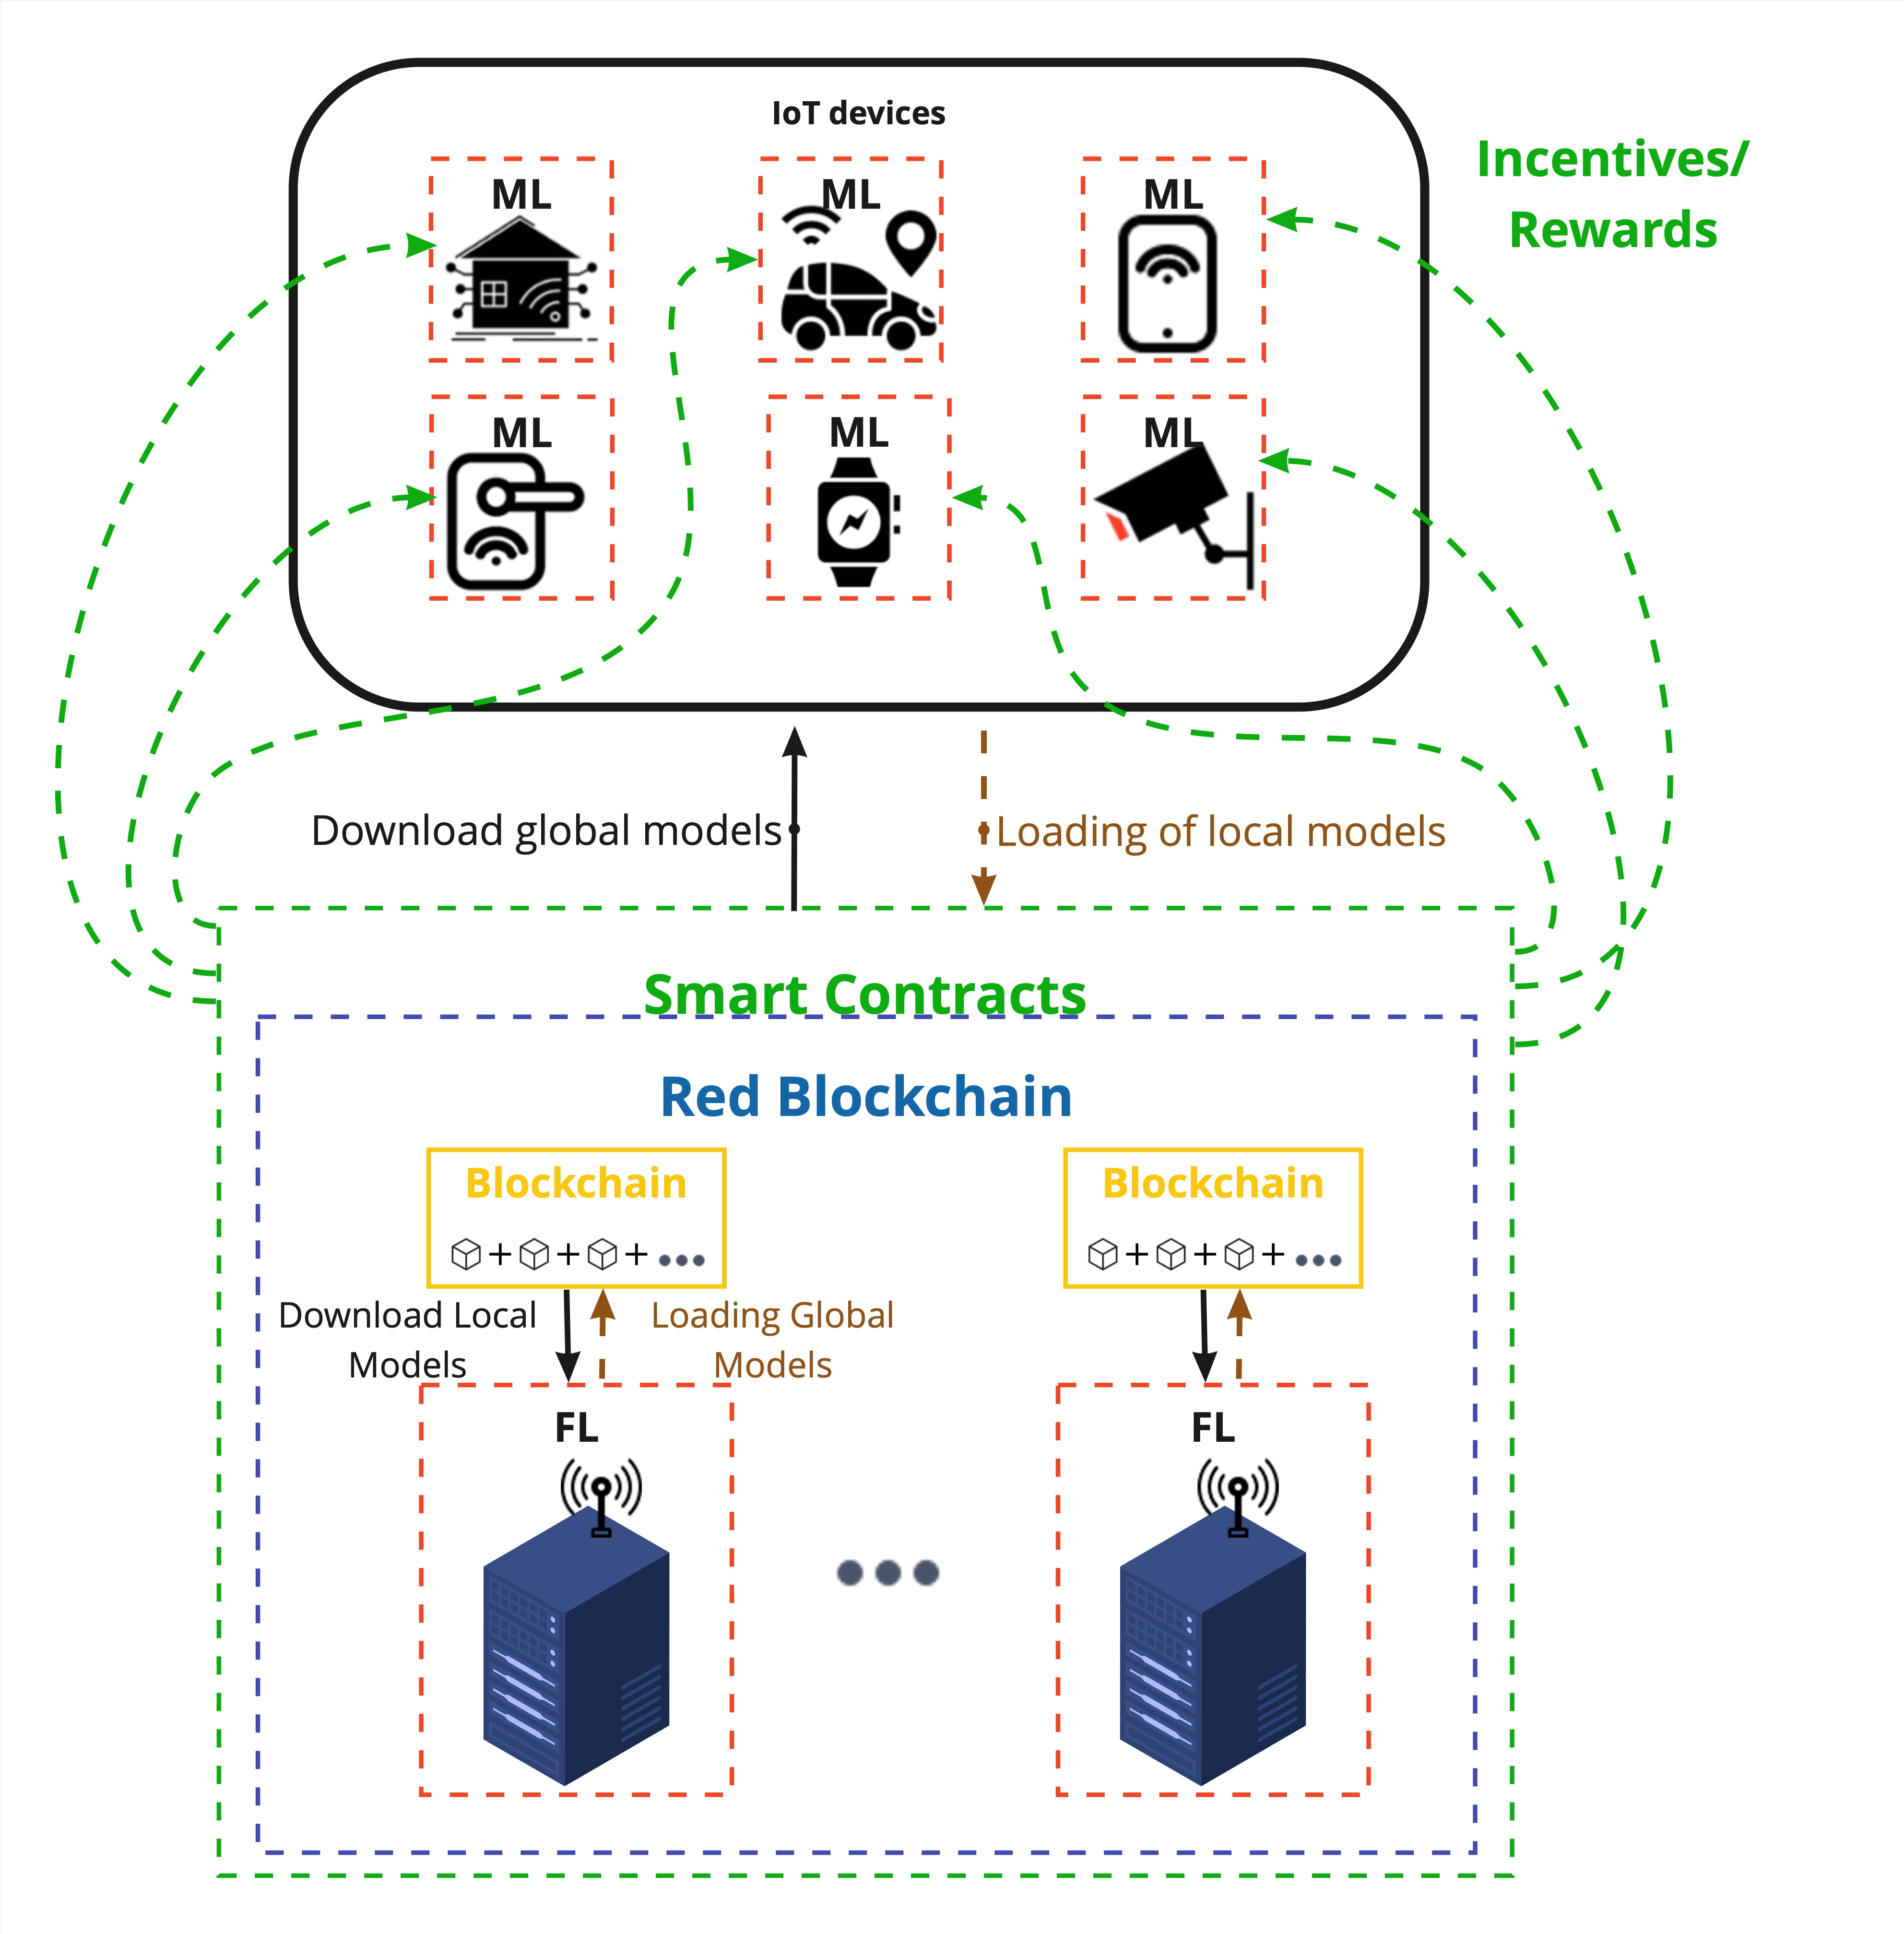 IoT devices
Incentives/
Rewards
ML
ML
ML
ML
ML
ML
Download global models
Loading of local models
Smart Contracts
Red Blockchain
Blockchain
Blockchain
+ + + •••
+ + + •••
Download Local
Models
Loading Global
Models
FL
FL